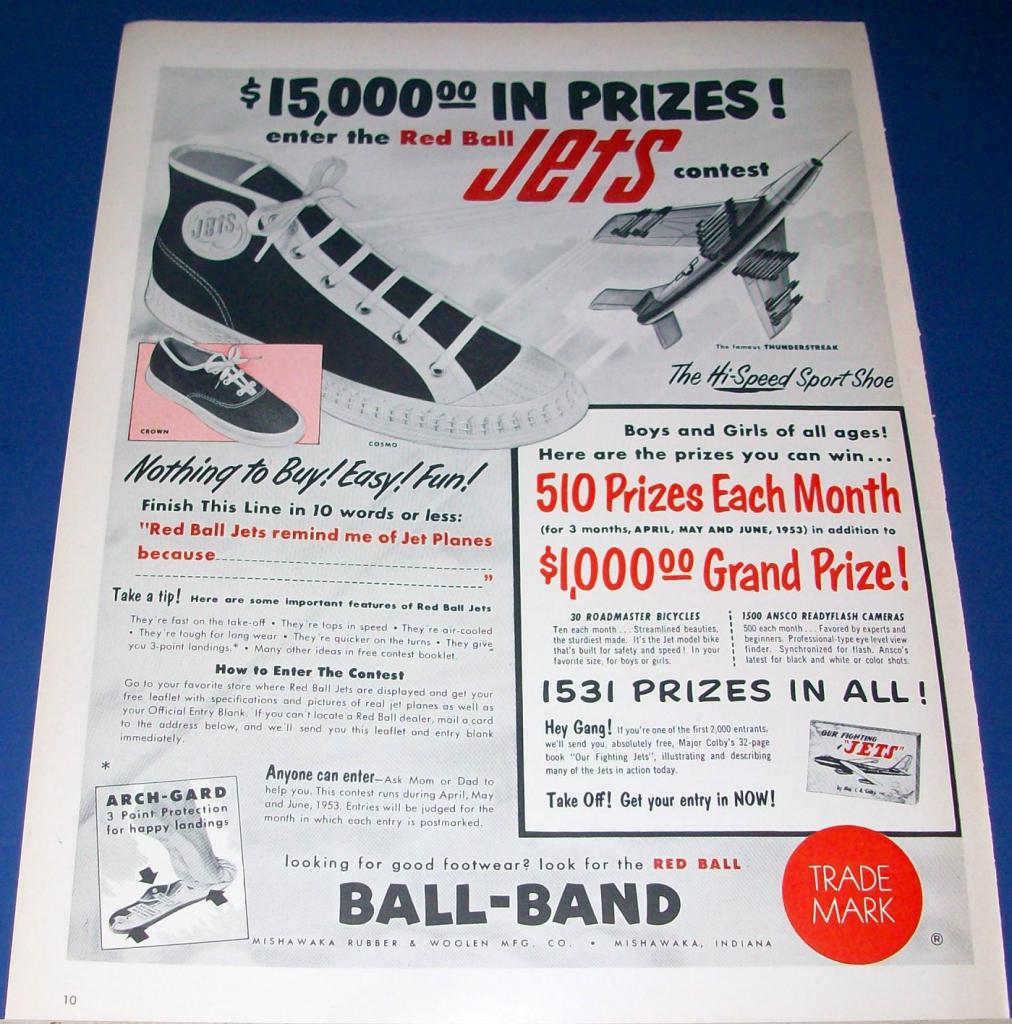 $15,000.00 IN PRIZES!
enter the Red Ball JETS contest
JETS
The famous THUNDERSTREAK
The Hi-Speed Sport Shoe
CROWN
COSMO
Nothing to Buy! Easy! Fun!
Finish This Line in 10 words or less:
"Red Ball Jets remind me of Jet Planes
because
"
Take a tip! Here are some important features of Red Ball Jets
They're fast on the take-off • They're tops in speed • They're air-cooled
• They're tough for long wear • They're quicker on the turns • They give
you 3-point landings.* • Many other ideas in free contest booklet.
How to Enter The Contest
Go to your favorite store where Red Ball Jets are displayed and get your
free leaflet with specifications and pictures of real jet planes as well as
your Official Entry Blank. If you can't locate a Red Ball dealer, mail a card
to the address below, and we'll send you this leaflet and entry blank
immediately.
*
ARCH-GARD
3 Point Protection
for happy landings
Anyone can enter—Ask Mom or Dad to
help you. This contest runs during April, May
and June, 1953. Entries will be judged for the
month in which each entry is postmarked.
Boys and Girls of all ages!
Here are the prizes you can win...
510 Prizes Each Month
(for 3 months, APRIL, MAY AND JUNE, 1953) in addition to
$1,000.00 Grand Prize!
30 ROADMASTER BICYCLES
Ten each month... Streamlined beauties,
the sturdiest made. It's the Jet model bike
that's built for safety and speed! In your
favorite size, for boys or girls.
1500 ANSCO READYFLASH CAMERAS
500 each month... Favored by experts and
beginners. Professional-type eye level view
finder. Synchronized for flash. Ansco's
latest for black and white or color shots.
1531 PRIZES IN ALL!
Hey Gang! If you're one of the first 2,000 entrants,
we'll send you, absolutely free, Major Colby's 32-page
book "Our Fighting Jets", illustrating and describing
many of the Jets in action today.
OUR FIGHTING
"JETS"
Take Off! Get your entry in NOW!
looking for good footwear? look for the RED BALL
BALL-BAND
MISHAWAKA RUBBER & WOOLEN MFG. CO. • MISHAWAKA, INDIANA
TRADE
MARK
®
10